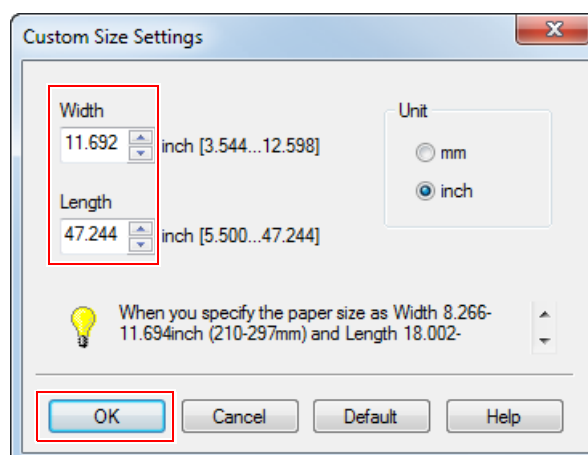 Custom Size Settings
Width
11.692 inch [3.544...12.598]
Length
47.244 inch [5.500...47.244]
Unit
mm
inch
When you specify the paper size as Width 8.266-
11.694inch (210-297mm) and Length 18.002-
OK Cancel Default Help